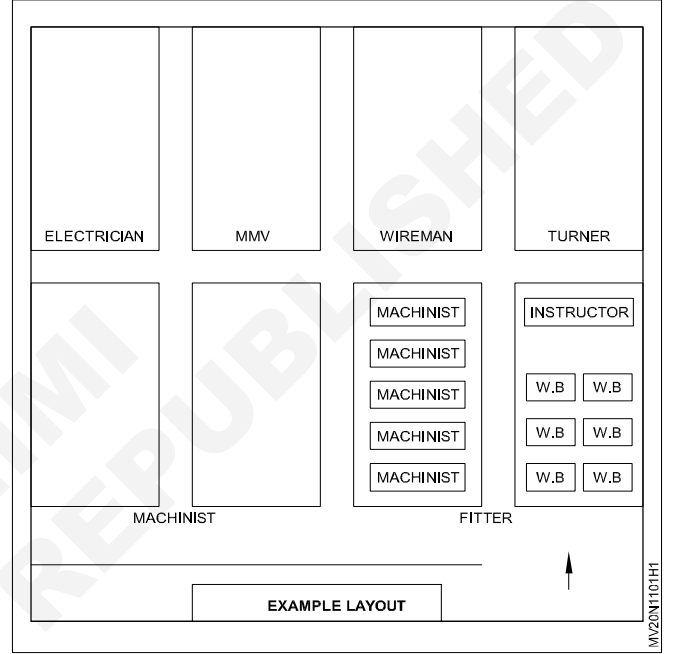 ELECTRICIAN MMV WIREMAN TURNER
MACHINIST INSTRUCTOR
MACHINIST
MACHINIST W.B W.B
MACHINIST W.B W.B
MACHINIST W.B W.B
MACHINIST FITTER
EXAMPLE LAYOUT
MV20N1101H1
NIMI
REPUBLISHED